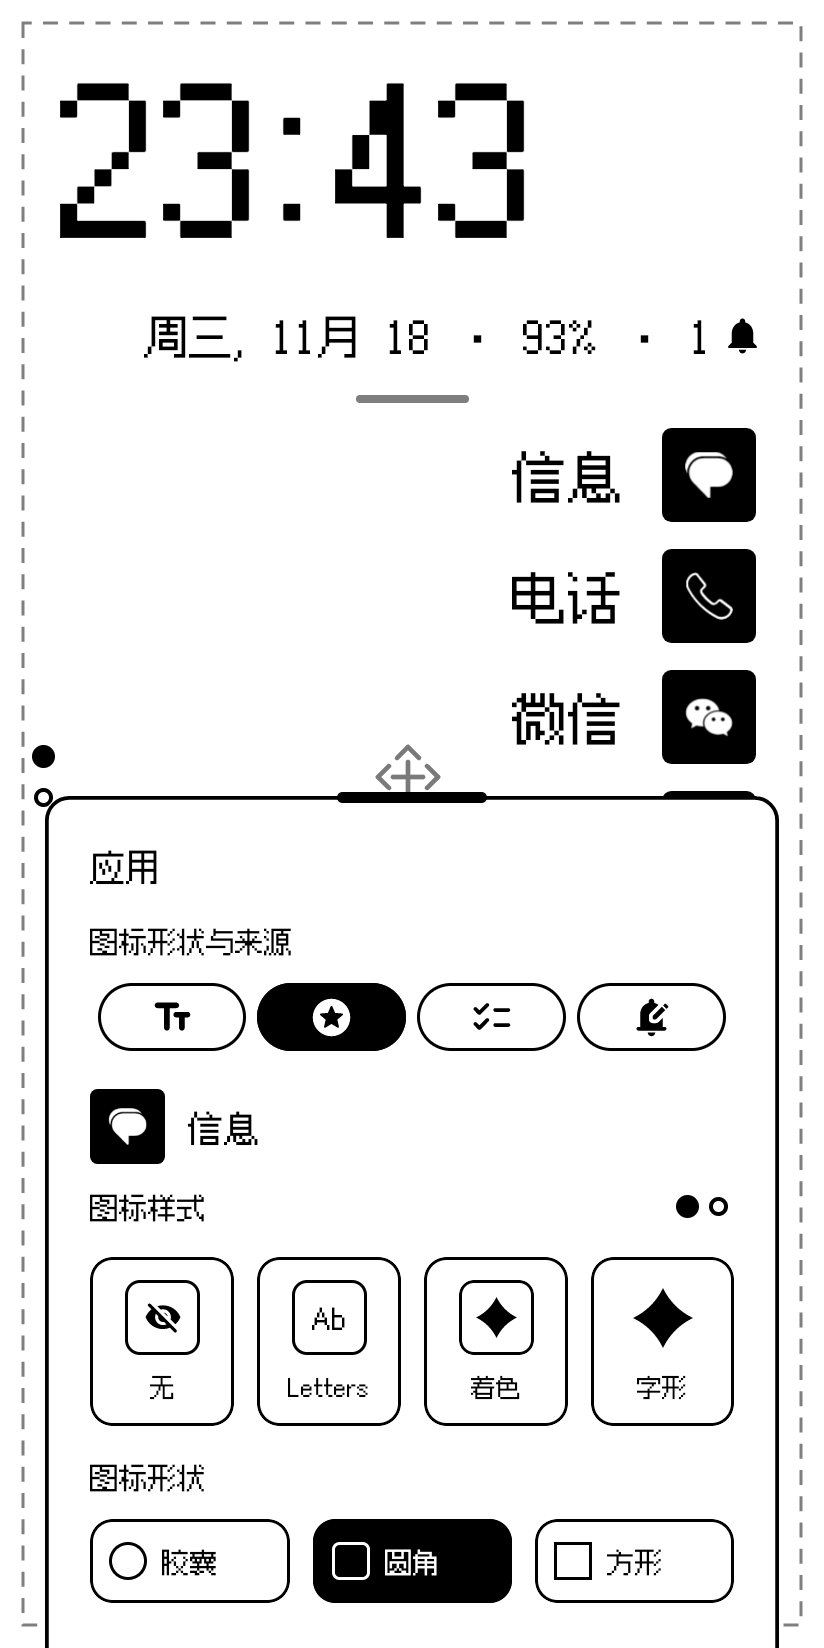 23:43
周三, 11月 18 · 93% · 1
信息
电话
微信
应用
图标形状与来源
Tт
信息
图标样式
Ab
无 Letters 着色 字形
图标形状
胶囊 圆角 方形